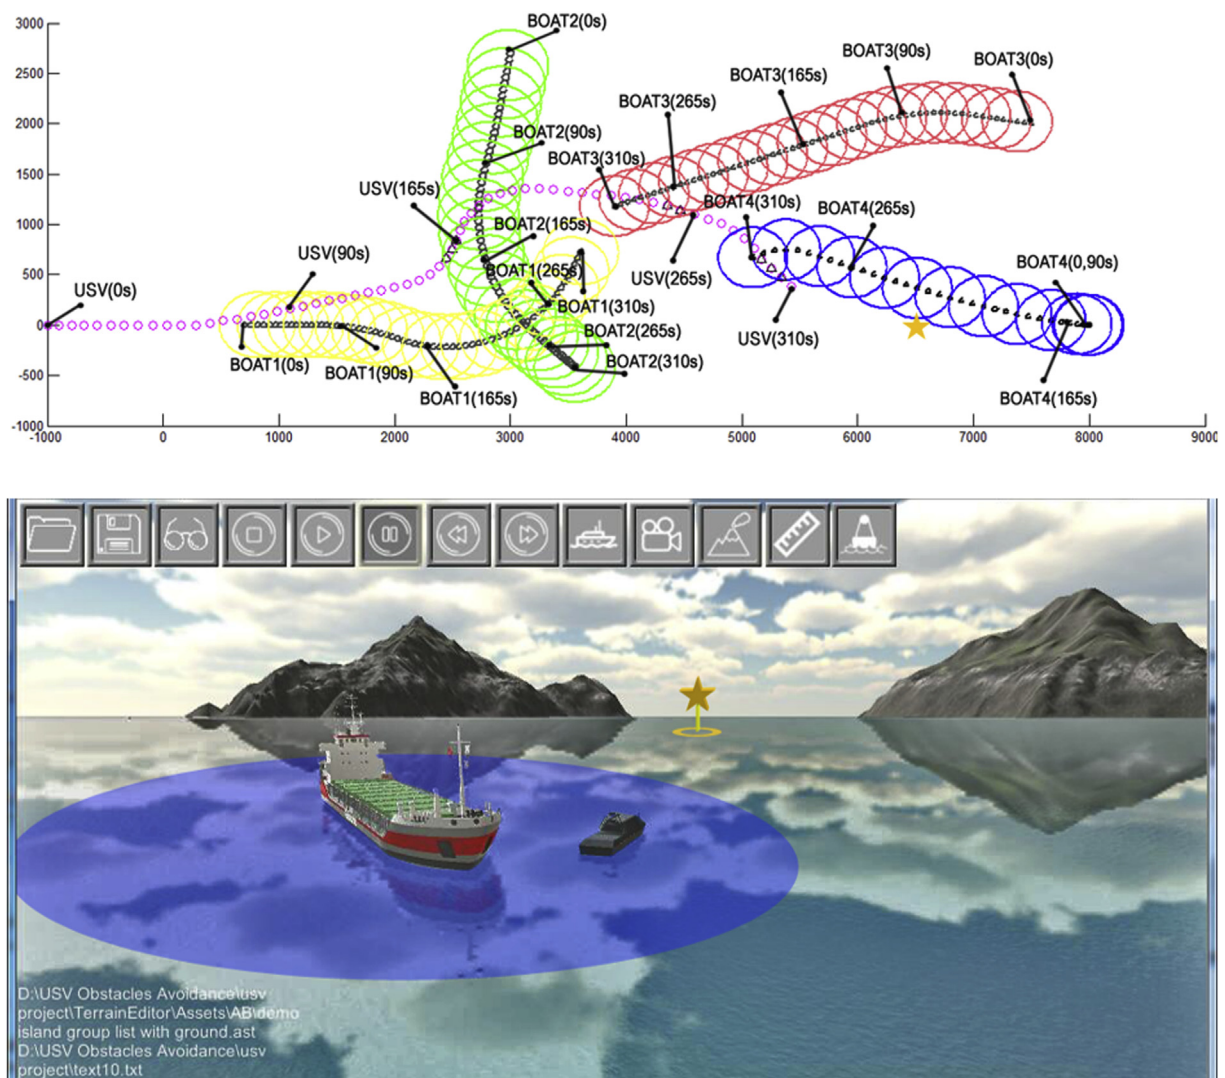 3000
BOAT2(0s)
BOAT3(90s)
BOAT3(0s)
2500
BOAT3(165s)
BOAT3(265s)
2000
BOAT2(90s)
BOAT3(310s)
1500
USV(165s)
BOAT4(310s)
BOAT4(265s)
1000
BOAT2(165s)
USV(90s)
BOAT4(0,90s)
500
BOAT1(265s)
USV(265s)
USV(0s)
BOAT1(310s)
0
BOAT2(265s)
USV(310s)
BOAT1(0s)
BOAT1(90s)
BOAT2(310s)
-500
BOAT1(165s)
BOAT4(165s)
-1000
-1000 0 1000 2000 3000 4000 5000 6000 7000 8000 9000
D:\USV Obstacles Avoidance\usv
project\TerrainEditor\Assets\AB\demo
island group list with ground.ast
D:\USV Obstacles Avoidance\usv
project\text10.txt